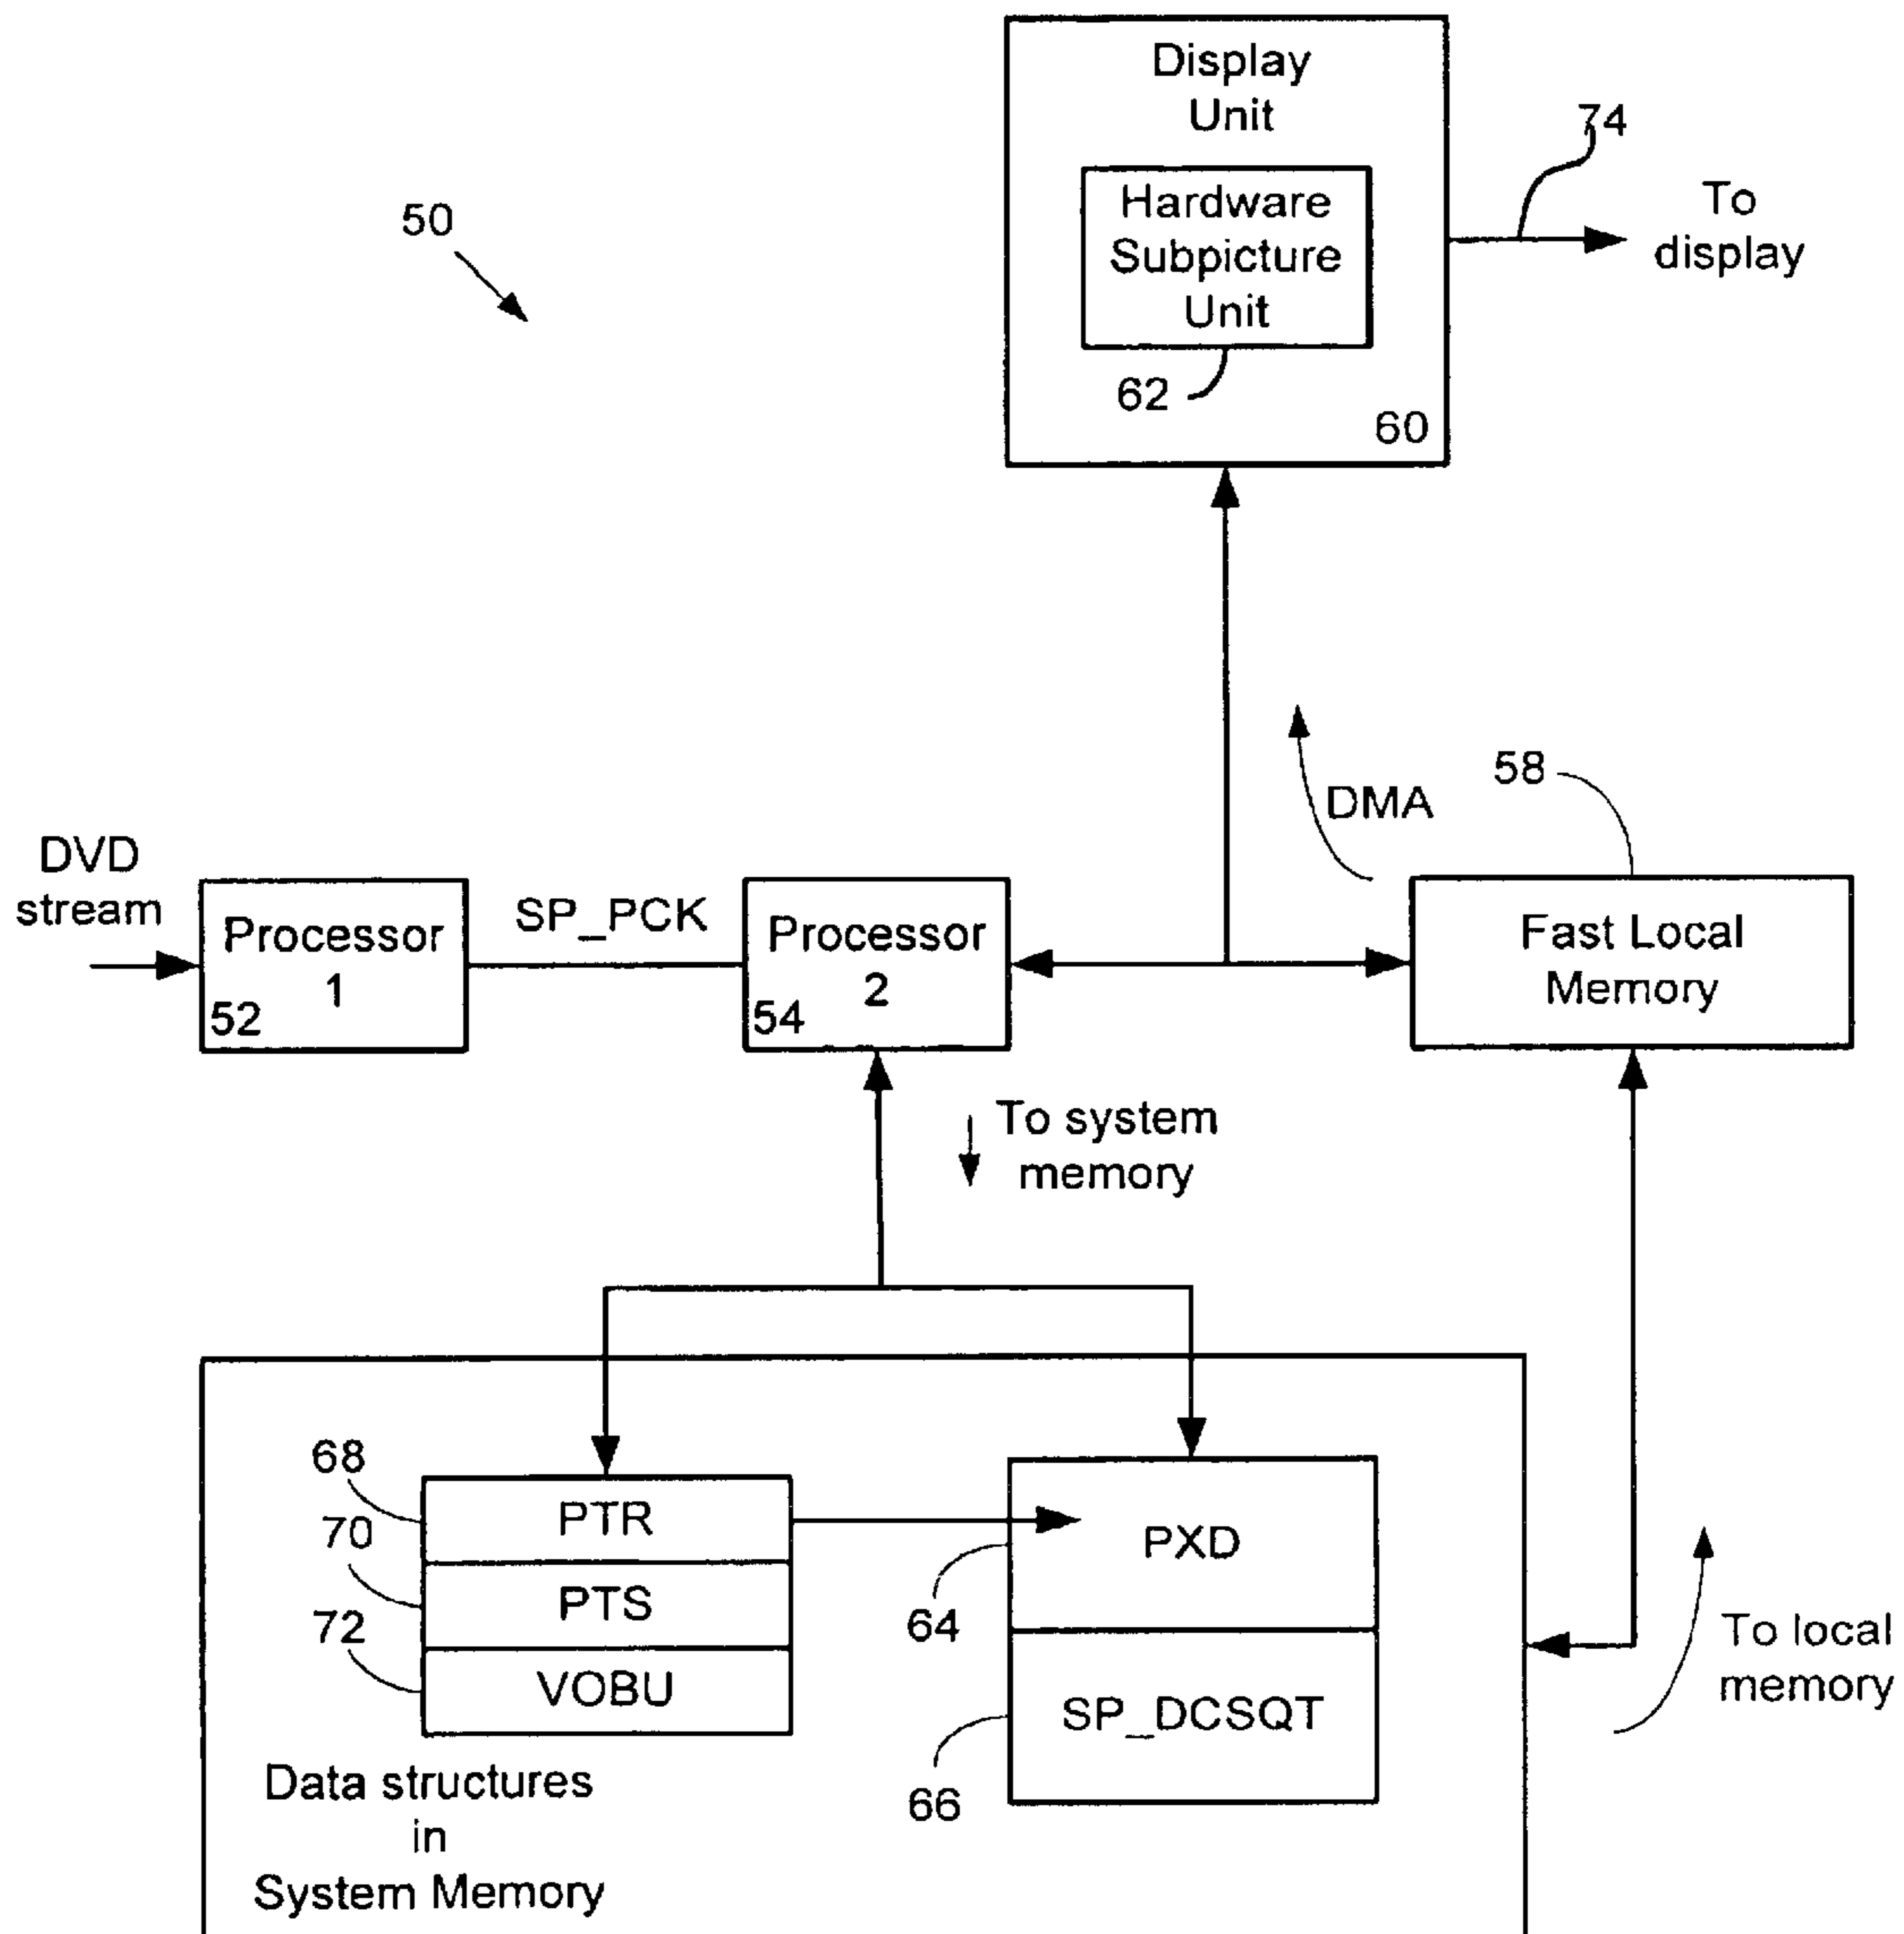 Display
Unit
74
Hardware
Subpicture
Unit
To
display
50
62
60
58
DMA
DVD
stream
Processor
1
52
SP_PCK
Processor
2
54
Fast Local
Memory
To system
memory
68
PTR
70
PTS
72
VOBU
PXD
64
SP_DCSQT
66
To local
memory
Data structures
in
System Memory